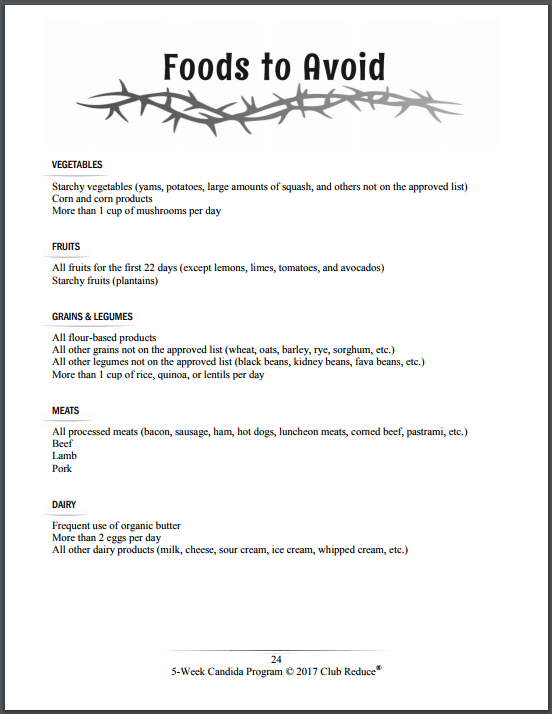 Foods to Avoid
VEGETABLES
Starchy vegetables (yams, potatoes, large amounts of squash, and others not on the approved list)
Corn and corn products
More than 1 cup of mushrooms per day
FRUITS
All fruits for the first 22 days (except lemons, limes, tomatoes, and avocados)
Starchy fruits (plantains)
GRAINS & LEGUMES
All flour-based products
All other grains not on the approved list (wheat, oats, barley, rye, sorghum, etc.)
All other legumes not on the approved list (black beans, kidney beans, fava beans, etc.)
More than 1 cup of rice, quinoa, or lentils per day
MEATS
All processed meats (bacon, sausage, ham, hot dogs, luncheon meats, corned beef, pastrami, etc.)
Beef
Lamb
Pork
DAIRY
Frequent use of organic butter
More than 2 eggs per day
All other dairy products (milk, cheese, sour cream, ice cream, whipped cream, etc.)
24
5-Week Candida Program © 2017 Club Reduce®